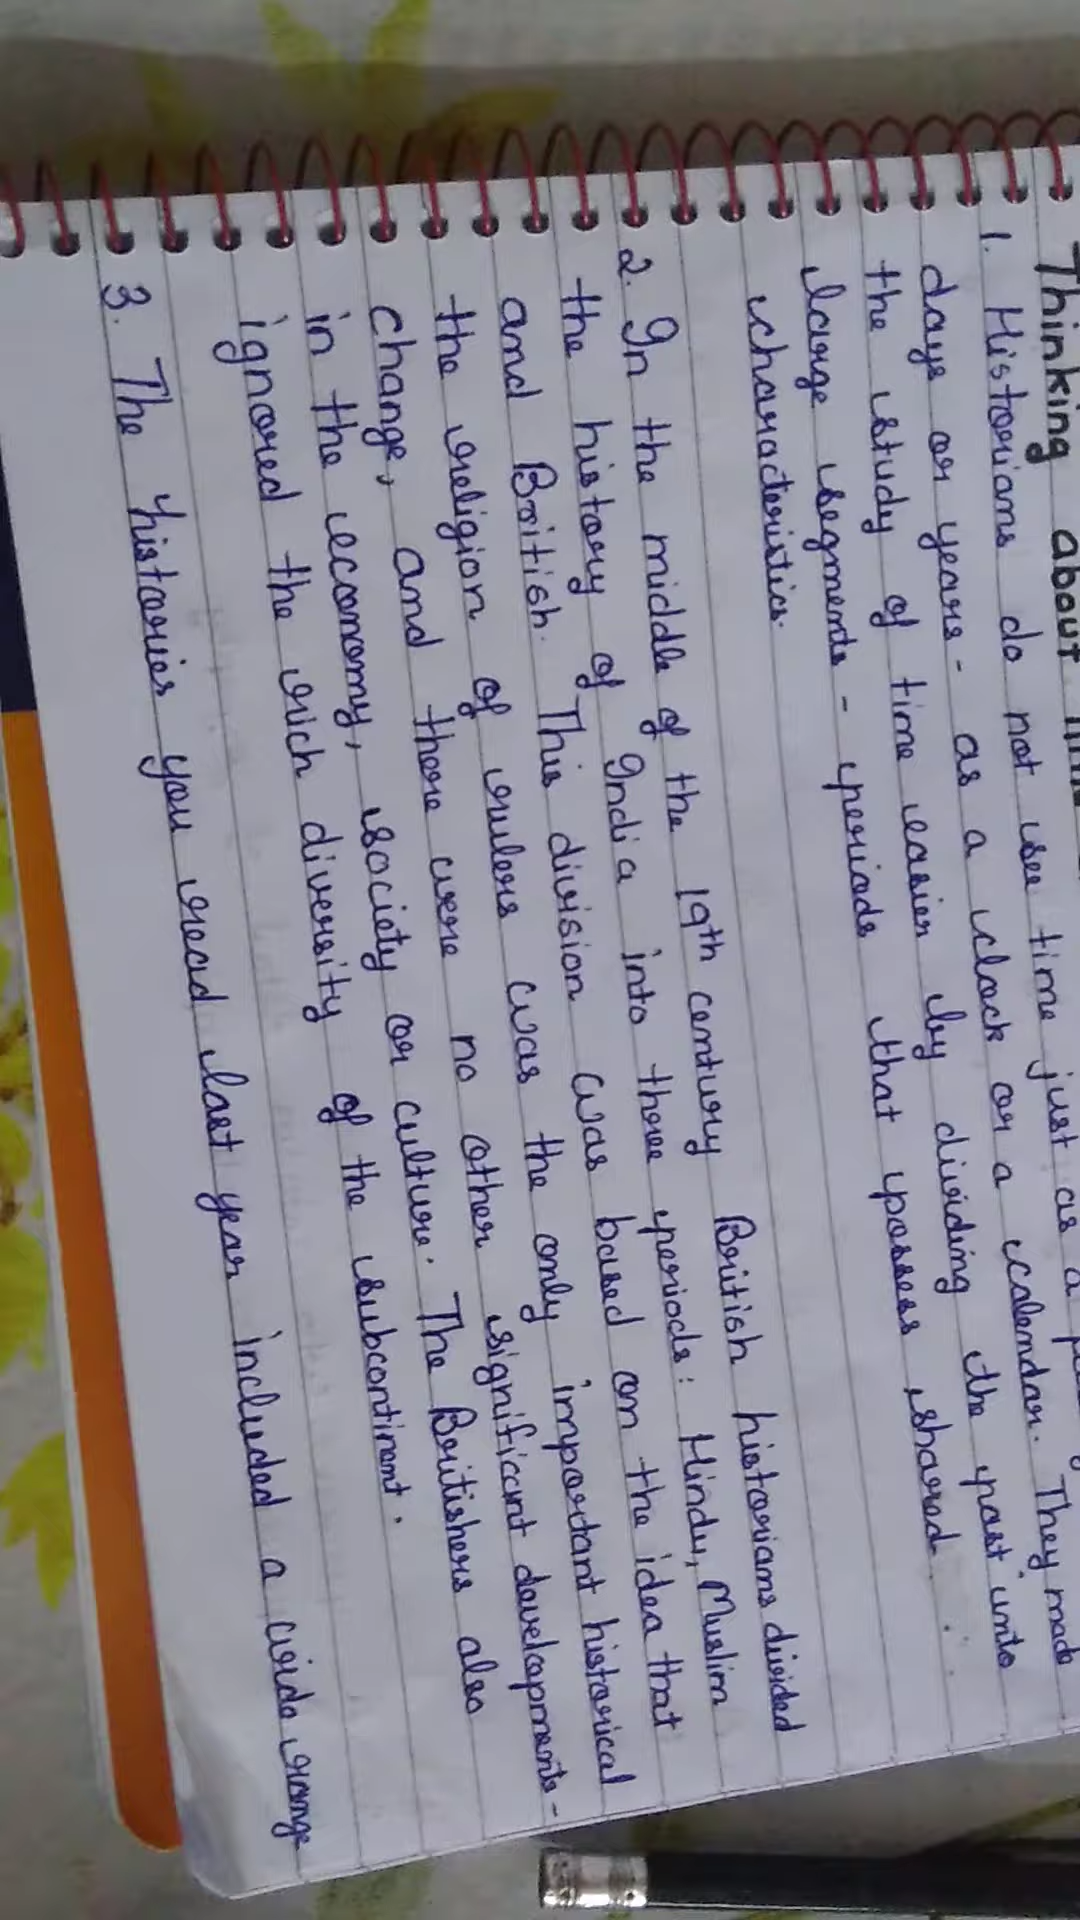 Thinking about
1. Historians do not see time just as a They made
days or years - as a clock or a calendar.
the study of time easier by dividing the past into
large segments - periods that possess shared
characteristics.
2. In the middle of the 19th century British historians divided
the history of India into three periods: Hindu, Muslim
and British. This division was based on the idea that
the religion of rulers was the only important historical
change, and there were no other significant developments -
in the economy, society or culture. The Britishers also
ignored the rich diversity of the subcontinent.
3. The histories you read last year included a wide range